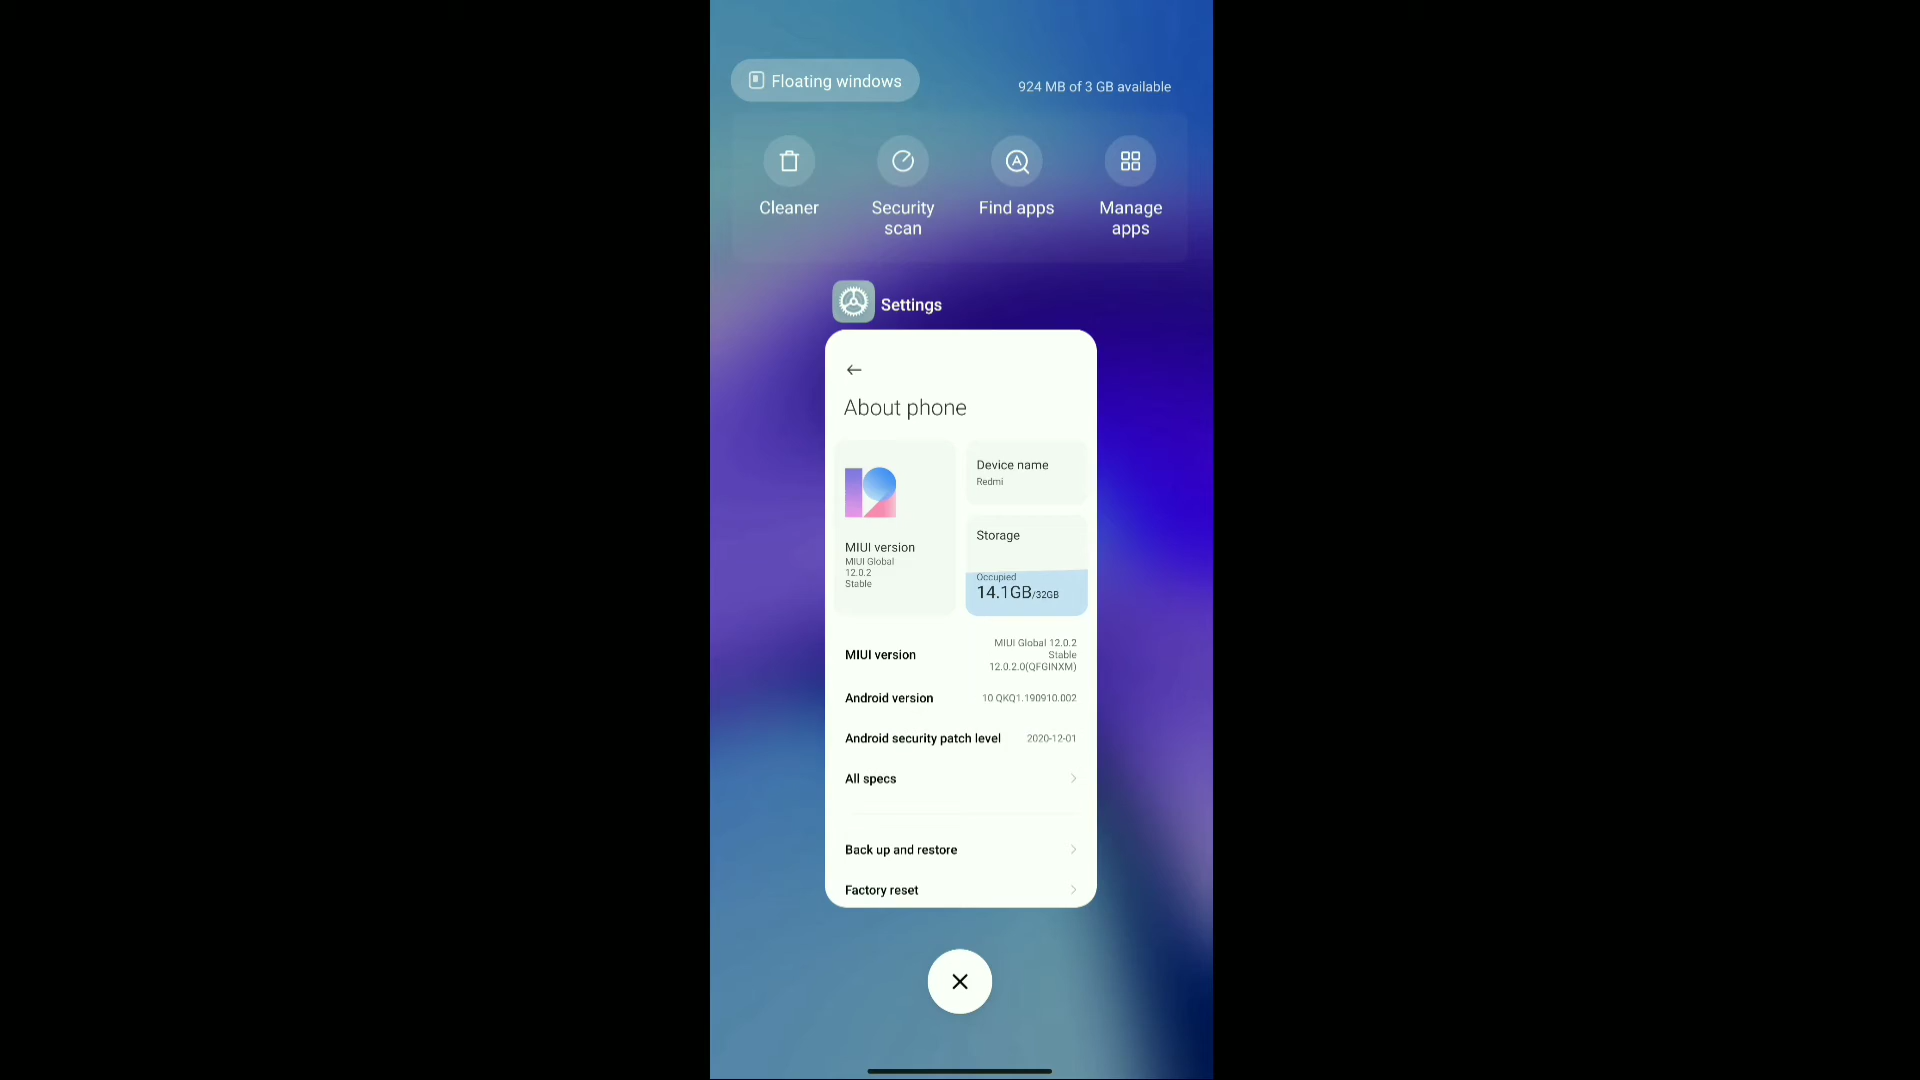 Floating windows
924 MB of 3 GB available
Cleaner
Security
scan
Find apps
Manage
apps
Settings
About phone
MIUI version
MIUI Global
12.0.2
Stable
Device name
Redmi
Storage
Occupied
14.1GB/32GB
MIUI version
MIUI Global 12.0.2
Stable
12.0.2.0(QFGINXM)
Android version
10 QKQ1.190910.002
Android security patch level
2020-12-01
All specs
Back up and restore
Factory reset